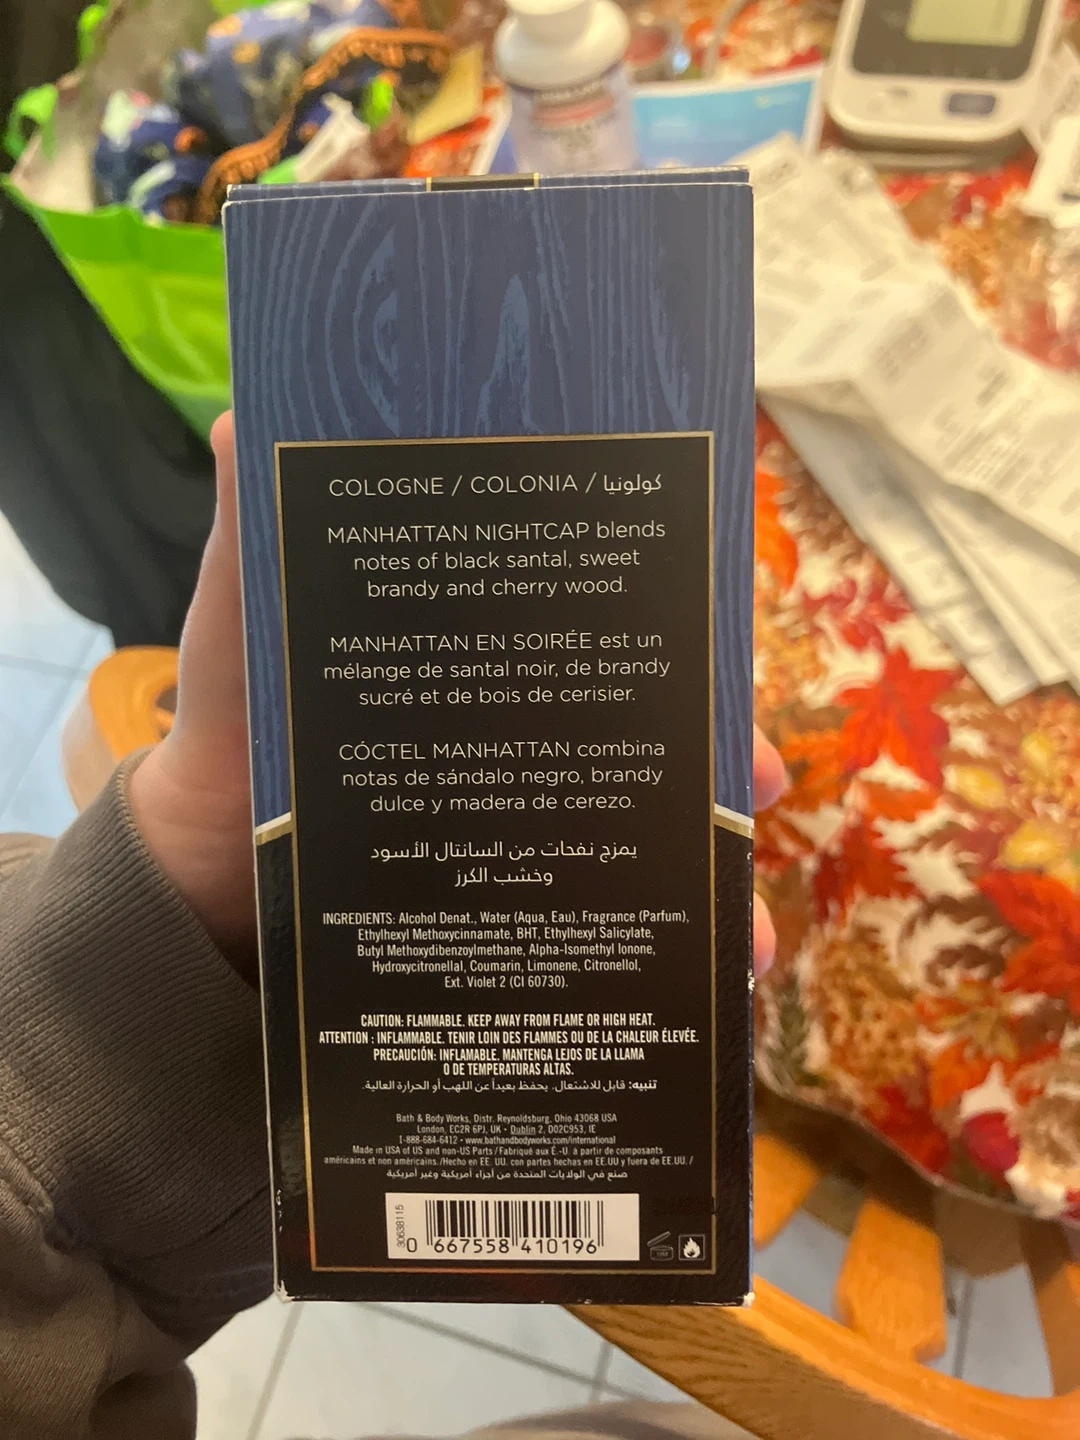 COLOGNE / COLONIA / كولونيا
MANHATTAN NIGHTCAP blends
notes of black santal, sweet
brandy and cherry wood.
MANHATTAN EN SOIRÉE est un
mélange de santal noir, de brandy
sucré et de bois de cerisier.
CÓCTEL MANHATTAN combina
notas de sándalo negro, brandy
dulce y madera de cerezo.
يمزج نفحات من السانتال الأسود
وخشب الكرز
INGREDIENTS: Alcohol Denat., Water (Aqua, Eau), Fragrance (Parfum),
Ethylhexyl Methoxycinnamate, BHT, Ethylhexyl Salicylate,
Butyl Methoxydibenzoylmethane, Alpha-Isomethyl Ionone,
Hydroxycitronellal, Coumarin, Limonene, Citronellol,
Ext. Violet 2 (CI 60730).
CAUTION: FLAMMABLE. KEEP AWAY FROM FLAME OR HIGH HEAT.
ATTENTION : INFLAMMABLE. TENIR LOIN DES FLAMMES OU DE LA CHALEUR ÉLEVÉE.
PRECAUCIÓN: INFLAMABLE. MANTENGA LEJOS DE LA LLAMA
O DE TEMPERATURAS ALTAS.
تنبيه: قابل للاشتعال. يحفظ بعيداً عن اللهب أو الحرارة العالية.
Bath & Body Works, Distr. Reynoldsburg, Ohio 43068 USA
London, EC2R 6PJ, UK • Dublin 2, D02C953, IE
1-888-684-6412 • www.bathandbodyworks.com/international
Made in USA of US and non-US Parts / Fabriqué aux É.-U. à partir de composants
américains et non américains. /Hecho en EE. UU. con partes hechas en EE.UU y fuera de EE.UU. /
صنع في الولايات المتحدة من أجزاء أمريكية وغير أمريكية
30638115
0 667558 410196